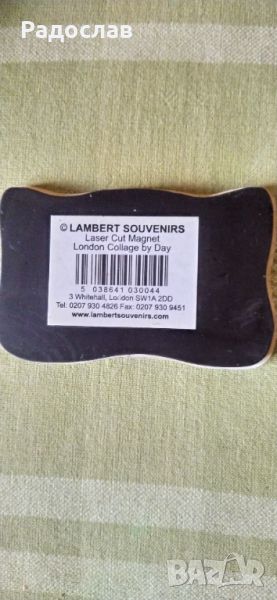 Радослав
© LAMBERT SOUVENIRS
Laser Cut Magnet
London Collage by Day
5 038641 030044
3 Whitehall, London SW1A 2DD
Tel: 0207 930 4826 Fax: 0207 930 9451
www.lambertsouvenirs.com
BAZAR